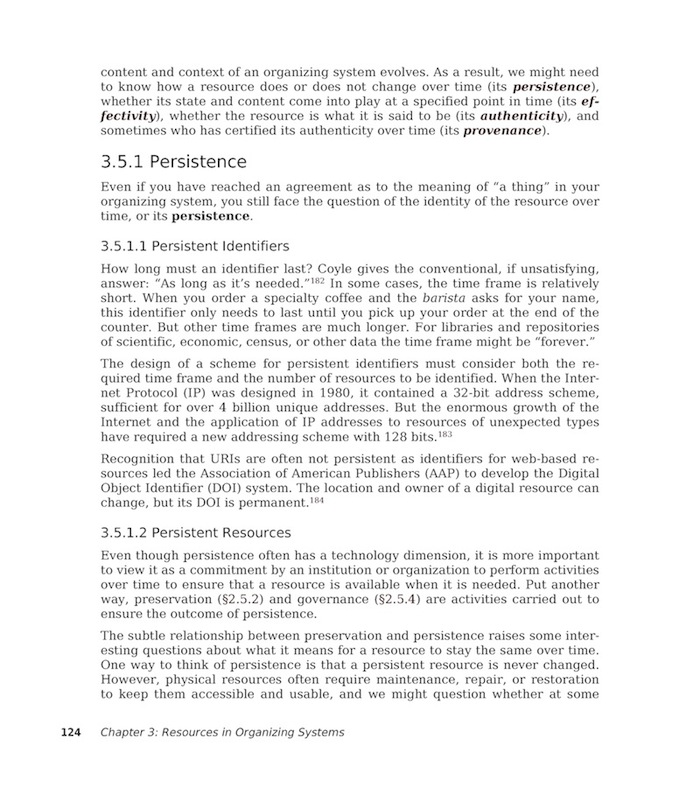 content and context of an organizing system evolves. As a result, we might need
to know how a resource does or does not change over time (its persistence),
whether its state and content come into play at a specified point in time (its ef-
fectivity), whether the resource is what it is said to be (its authenticity), and
sometimes who has certified its authenticity over time (its provenance).
3.5.1 Persistence
Even if you have reached an agreement as to the meaning of “a thing” in your
organizing system, you still face the question of the identity of the resource over
time, or its persistence.
3.5.1.1 Persistent Identifiers
How long must an identifier last? Coyle gives the conventional, if unsatisfying,
answer: “As long as it’s needed.”182 In some cases, the time frame is relatively
short. When you order a specialty coffee and the barista asks for your name,
this identifier only needs to last until you pick up your order at the end of the
counter. But other time frames are much longer. For libraries and repositories
of scientific, economic, census, or other data the time frame might be “forever.”
The design of a scheme for persistent identifiers must consider both the re-
quired time frame and the number of resources to be identified. When the Inter-
net Protocol (IP) was designed in 1980, it contained a 32-bit address scheme,
sufficient for over 4 billion unique addresses. But the enormous growth of the
Internet and the application of IP addresses to resources of unexpected types
have required a new addressing scheme with 128 bits.183
Recognition that URIs are often not persistent as identifiers for web-based re-
sources led the Association of American Publishers (AAP) to develop the Digital
Object Identifier (DOI) system. The location and owner of a digital resource can
change, but its DOI is permanent.184
3.5.1.2 Persistent Resources
Even though persistence often has a technology dimension, it is more important
to view it as a commitment by an institution or organization to perform activities
over time to ensure that a resource is available when it is needed. Put another
way, preservation (§2.5.2) and governance (§2.5.4) are activities carried out to
ensure the outcome of persistence.
The subtle relationship between preservation and persistence raises some inter-
esting questions about what it means for a resource to stay the same over time.
One way to think of persistence is that a persistent resource is never changed.
However, physical resources often require maintenance, repair, or restoration
to keep them accessible and usable, and we might question whether at some
124 Chapter 3: Resources in Organizing Systems